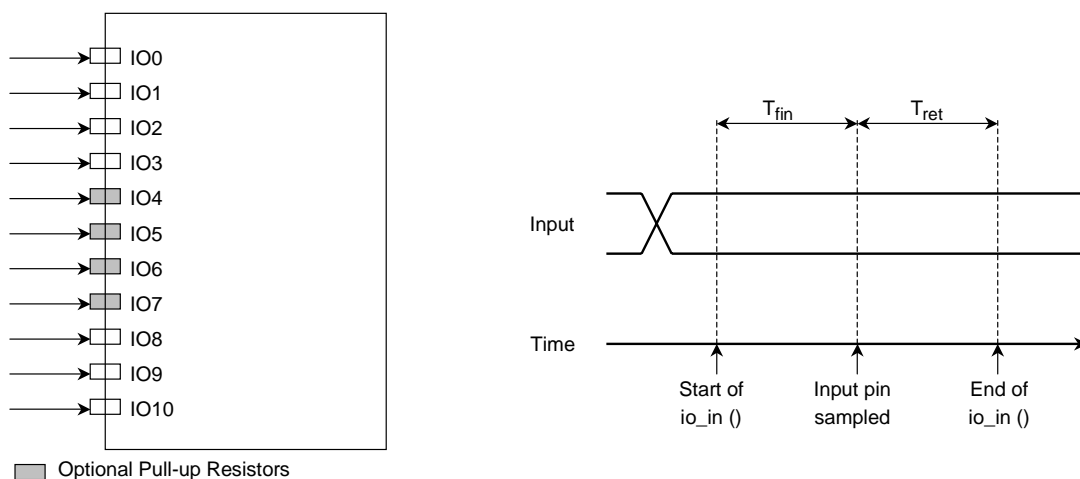 IO0
IO1
IO2
IO3
IO4
IO5
IO6
IO7
IO8
IO9
IO10
Optional Pull-up Resistors
Tfin
Tret
Input
Time
Start of
io_in ()
Input pin
sampled
End of
io_in ()